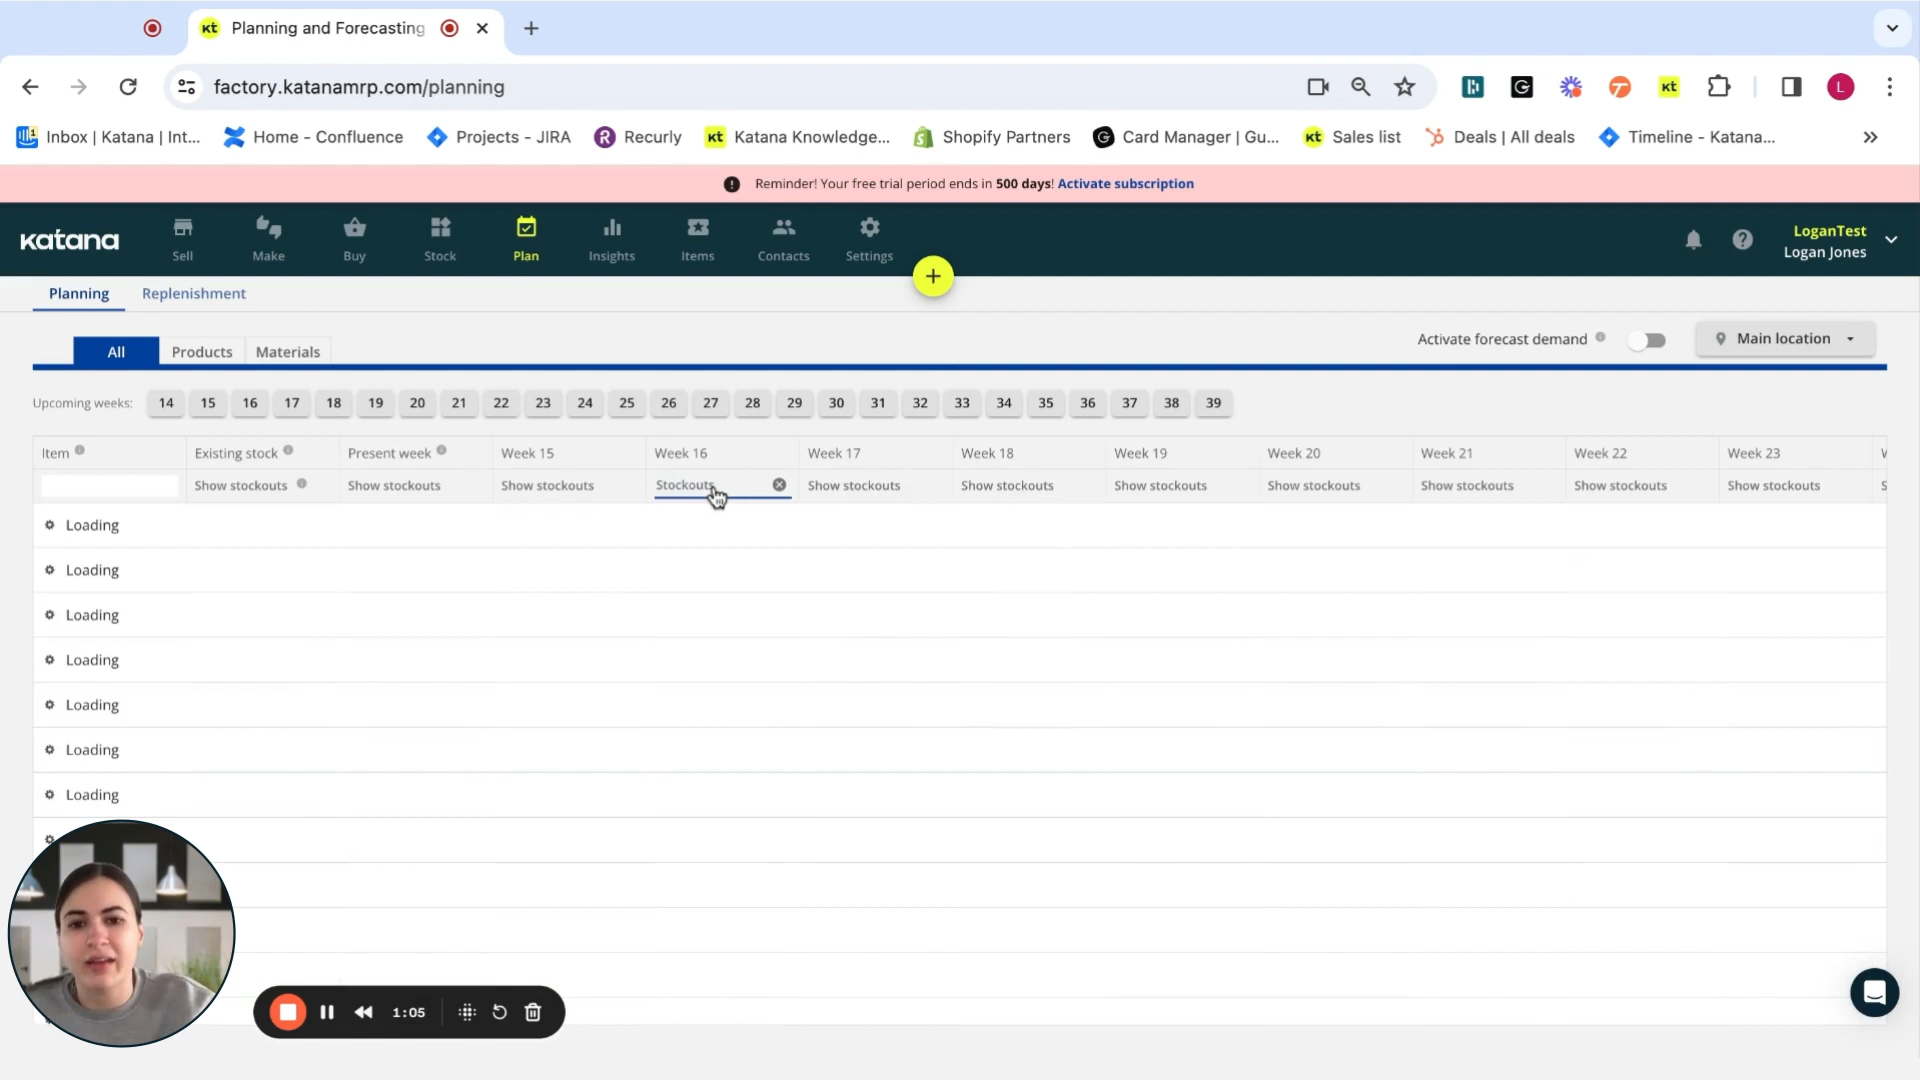 Planning and Forecasting
factory.katanamrp.com/planning
L
Inbox | Katana | Int...
Home - Confluence
Projects - JIRA
Recurly
Katana Knowledge...
Shopify Partners
Card Manager | Gu...
Sales list
Deals | All deals
Timeline - Katana...
Reminder! Your free trial period ends in 500 days! Activate subscription
katana
Sell
Make
Buy
Stock
Plan
Insights
Items
Contacts
Settings
LoganTest
Logan Jones
Planning
Replenishment
All
Products
Materials
Activate forecast demand
Main location
Upcoming weeks: 14 15 16 17 18 19 20 21 22 23 24 25 26 27 28 29 30 31 32 33 34 35 36 37 38 39
Item Existing stock Present week Week 15 Week 16 Week 17 Week 18 Week 19 Week 20 Week 21 Week 22 Week 23
Show stockouts Show stockouts Show stockouts Stockouts Show stockouts Show stockouts Show stockouts Show stockouts Show stockouts Show stockouts Show stockouts
Loading
Loading
Loading
Loading
Loading
Loading
Loading
1:05